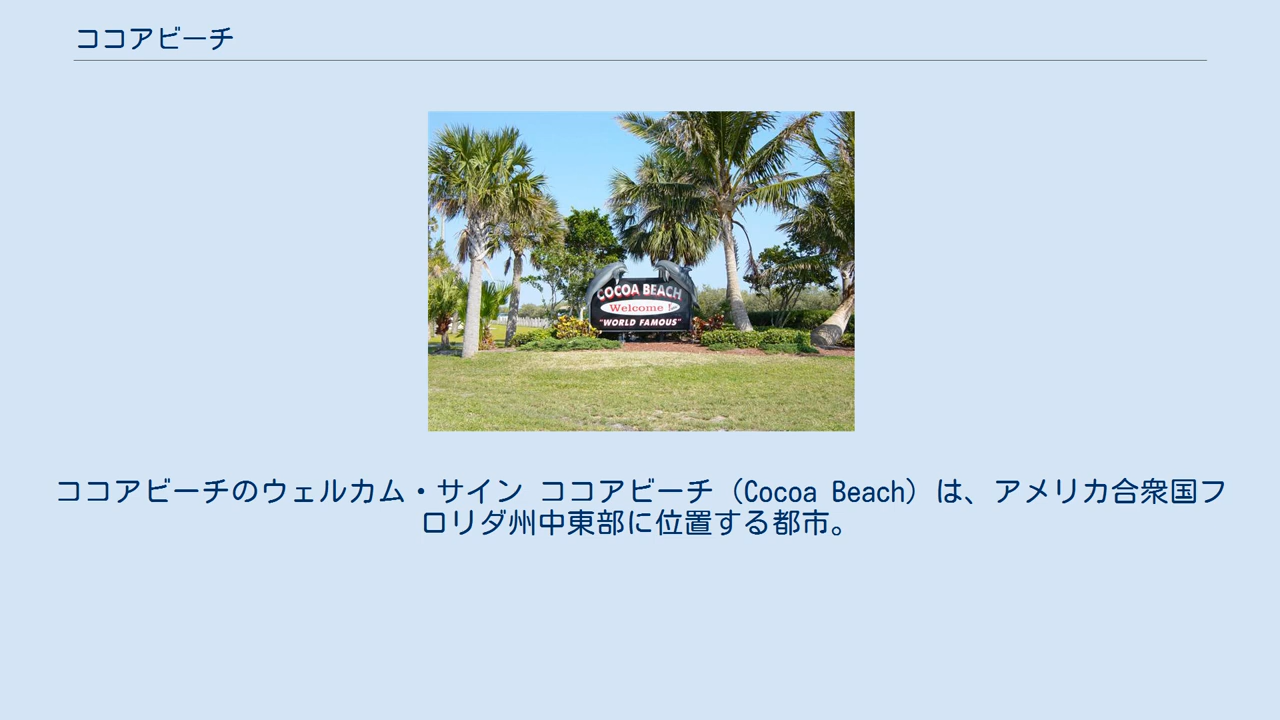 ココアビーチ
COCOA BEACH
Welcome !
"WORLD FAMOUS"
ココアビーチのウェルカム・サイン ココアビーチ（Cocoa Beach）は、アメリカ合衆国フ
ロリダ州中東部に位置する都市。